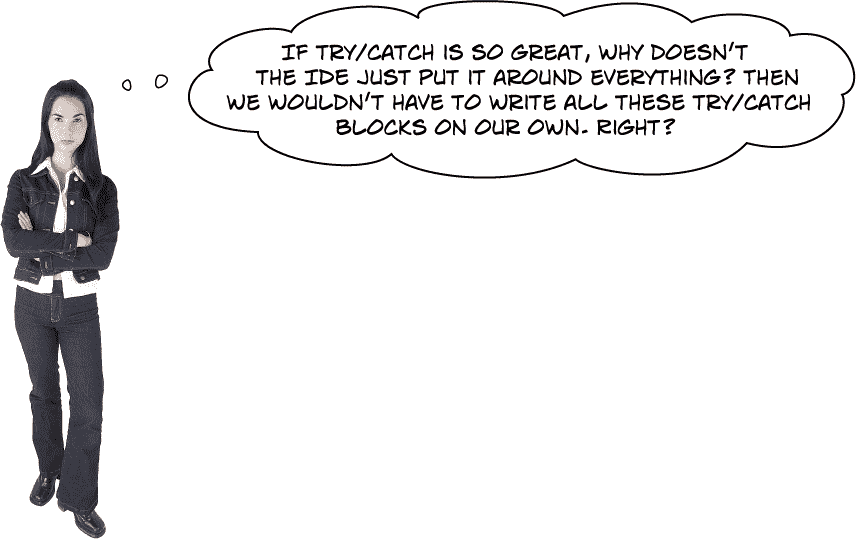 IF TRY/CATCH IS SO GREAT, WHY DOESN'T
THE IDE JUST PUT IT AROUND EVERYTHING? THEN
WE WOULDN'T HAVE TO WRITE ALL THESE TRY/CATCH
BLOCKS ON OUR OWN. RIGHT?